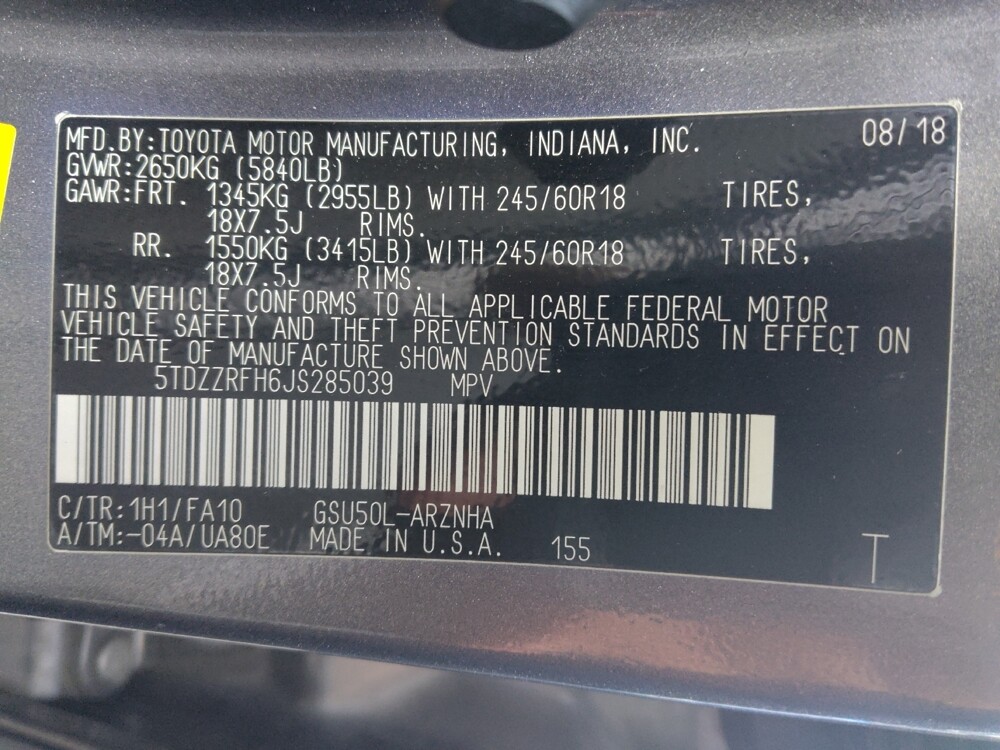 MFD.BY:TOYOTA MOTOR MANUFACTURING, INDIANA, INC. 08/18
GVWR:2650KG (5840LB)
GAWR:FRT. 1345KG (2955LB) WITH 245/60R18 TIRES,
18X7.5J RIMS.
RR. 1550KG (3415LB) WITH 245/60R18 TIRES,
18X7.5J RIMS.
THIS VEHICLE CONFORMS TO ALL APPLICABLE FEDERAL MOTOR
VEHICLE SAFETY AND THEFT PREVENTION STANDARDS IN EFFECT ON
THE DATE OF MANUFACTURE SHOWN ABOVE.
5TDZZRFH6JS285039 MPV
C/TR:1H1/FA10 GSU50L-ARZNHA
A/TM:-04A/UA80E MADE IN U.S.A. 155 T